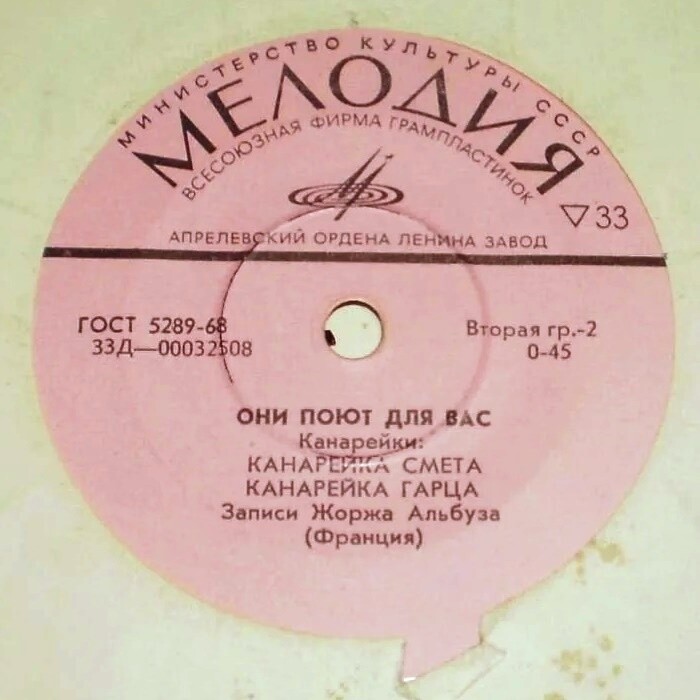 МИНИСТЕРСТВО КУЛЬТУРЫ СССР
МЕЛОДИЯ
ВСЕСОЮЗНАЯ ФИРМА ГРАМПЛАСТИНОК
▽33
АПРЕЛЕВСКИЙ ОРДЕНА ЛЕНИНА ЗАВОД
ГОСТ 5289-68
33Д—00032508
Вторая гр.-2
0-45
ОНИ ПОЮТ ДЛЯ ВАС
Канарейки:
КАНАРЕЙКА СМЕТА
КАНАРЕЙКА ГАРЦА
Записи Жоржа Альбуза
(Франция)